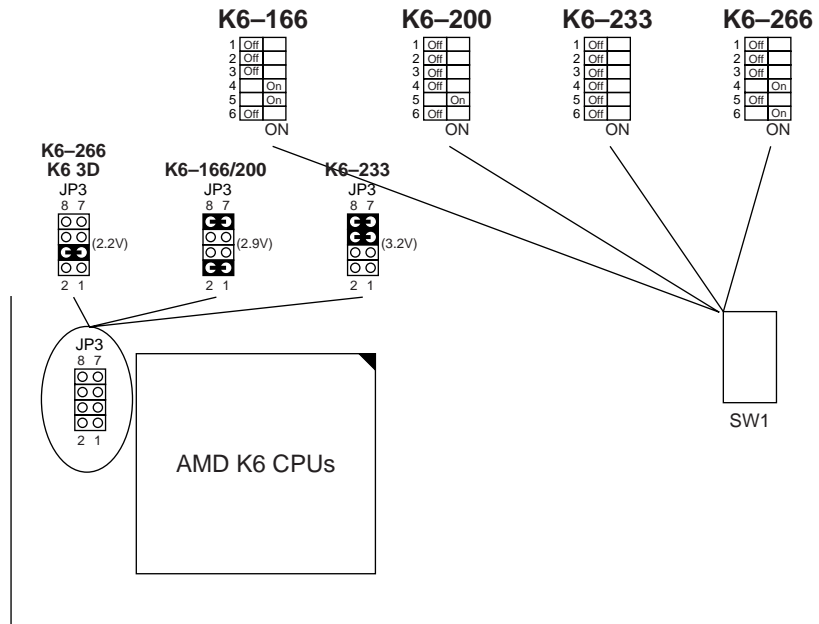 K6–166 K6–200 K6–233 K6–266
1 Off 1 Off 1 Off 1 Off
2 Off 2 Off 2 Off 2 Off
3 Off 3 Off 3 Off 3 Off
4 On 4 Off 4 Off 4 On
5 On 5 On 5 Off 5 Off
6 Off 6 Off 6 Off 6 On
ON ON ON ON
K6–266
K6 3D K6–166/200 K6–233
JP3 JP3 JP3
8 7 8 7 8 7
(2.2V) (2.9V) (3.2V)
2 1 2 1 2 1
JP3
8 7
2 1
AMD K6 CPUs
SW1